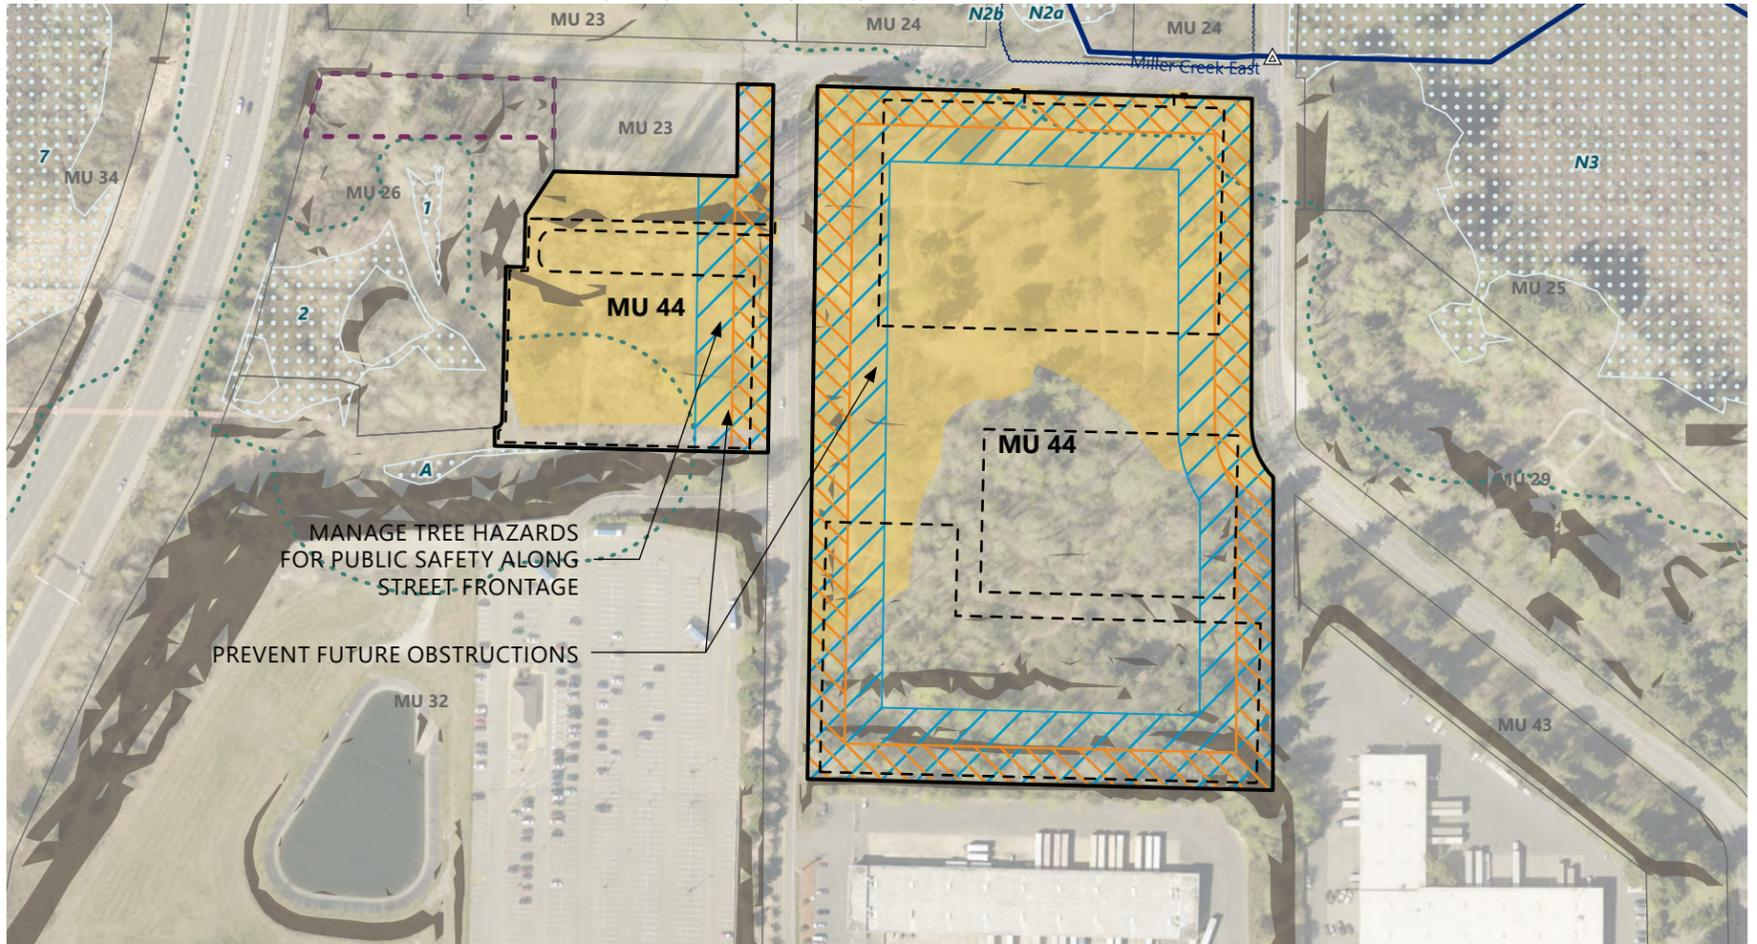 MU 23
MU 24
N2b
N2a
MU 24
Miller Creek East
7
MU 34
MU 23
MU 26
1
N3
2
MU 44
MU 25
MU 44
A
MU 29
MANAGE TREE HAZARDS
FOR PUBLIC SAFETY ALONG
STREET FRONTAGE
PREVENT FUTURE OBSTRUCTIONS
MU 32
MU 43